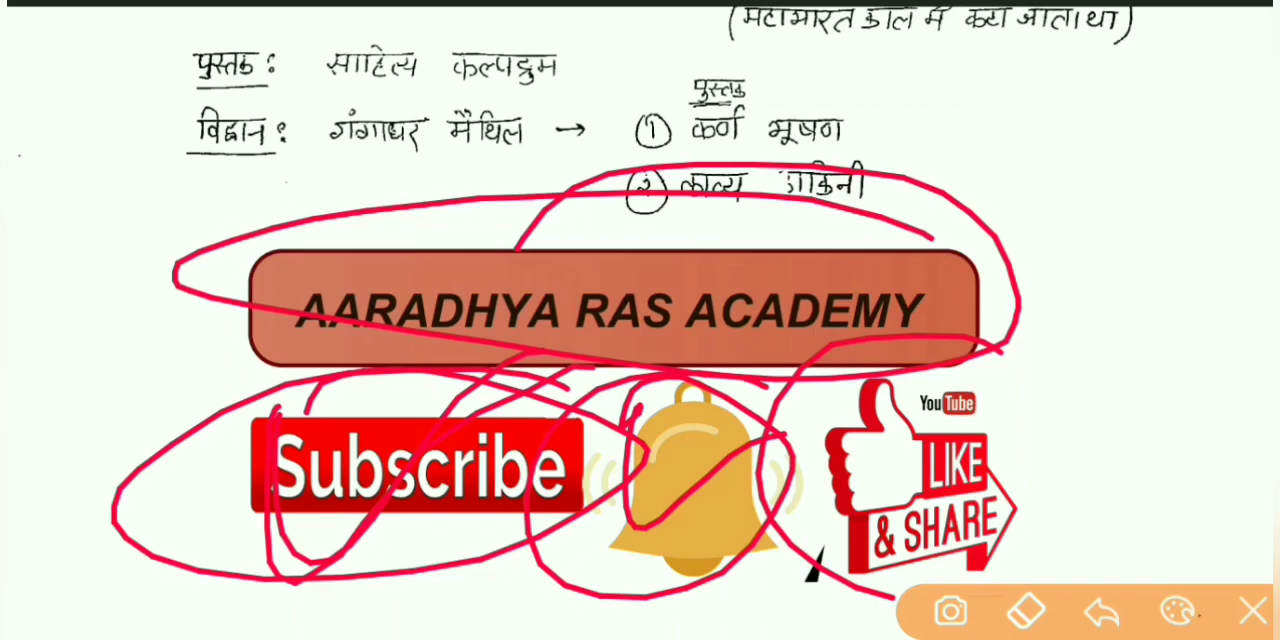 (महाभारत काल में कहा जाता था)
पुस्तक : साहित्य कल्पद्रुम
पुस्तक
विद्वान : गंगाधर मैथिल → ① कर्ण भूषण
② काव्य डाकिनी
AARADHYA RAS ACADEMY
Subscribe
YouTube
LIKE
& SHARE